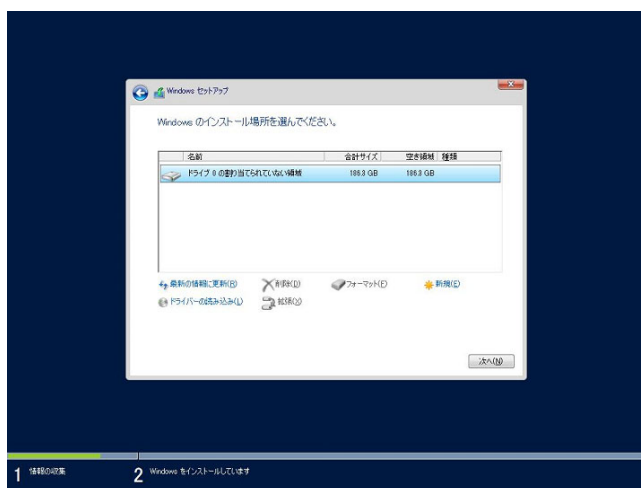 Windows セットアップ
Windows のインストール場所を選んでください。
名前 合計サイズ 空き領域 種類
ドライブ 0 の割り当てられていない領域 186.3 GB 186.3 GB
最新の情報に更新(R) 削除(D) フォーマット(F) 新規(E)
ドライバーの読み込み(L) 拡張(X)
次へ(N)
1 情報の収集 2 Windows をインストールしています